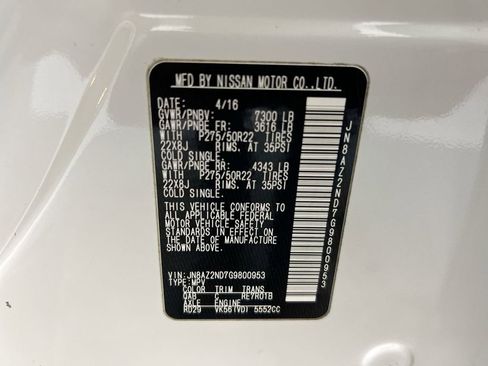 MFD BY NISSAN MOTOR CO.,LTD.
DATE: 4/16
GVWR/PNBV: 7300 LB
GAWR/PNBE FR: 3616 LB
WITH P275/50R22 TIRES
22X8J RIMS, AT 35PSI
COLD SINGLE.
GAWR/PNBE RR: 4343 LB
WITH P275/50R22 TIRES
22X8J RIMS, AT 35PSI
COLD SINGLE.
THIS VEHICLE CONFORMS TO
ALL APPLICABLE FEDERAL
MOTOR VEHICLE SAFETY
STANDARDS IN EFFECT ON
THE DATE OF MANUFACTURE
SHOWN ABOVE.
VIN: JN8AZ2ND7G9800953
TYPE:MPV
COLOR TRIM TRANS
QAB C RE7R01B
AXLE ENGINE
RD29 VK56(VD) 5552CC
JN8AZ2ND7G9800953